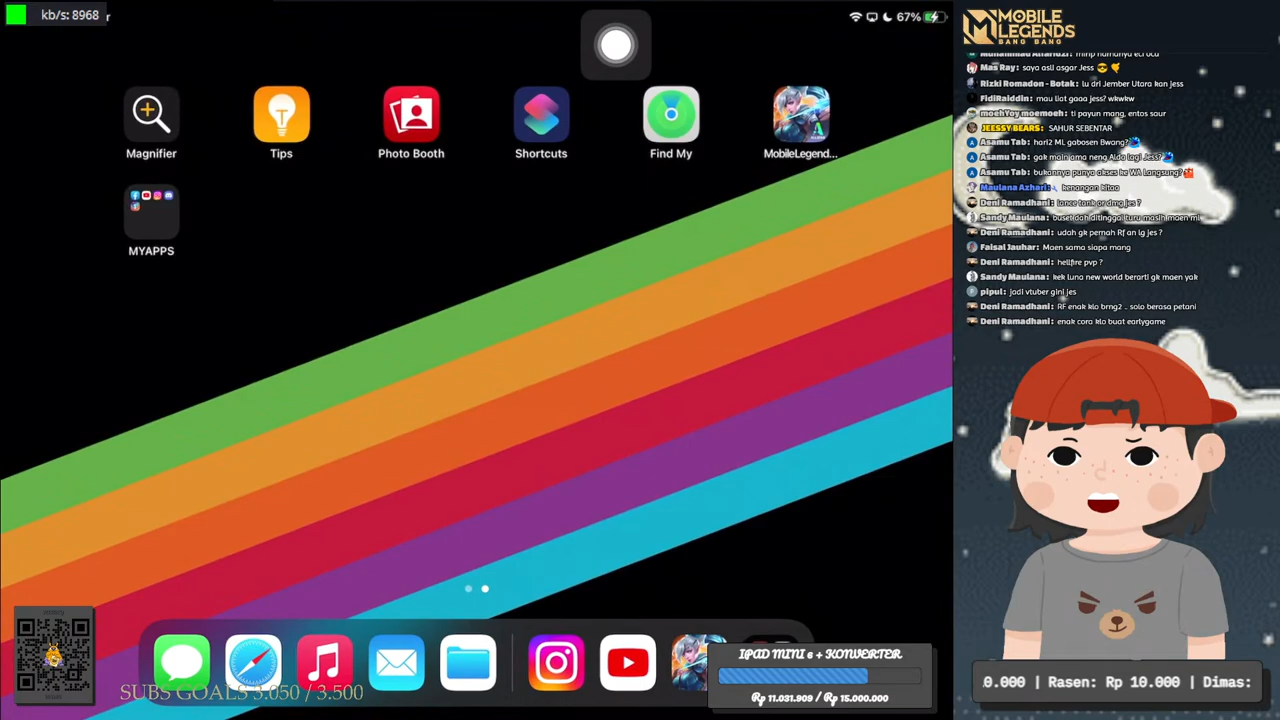 kb/s: 8968
67%
Magnifier
Tips
Photo Booth
Shortcuts
Find My
MobileLegend...
MYAPPS
SUBS GOALS 3.050 / 3.500
IPAD MINI 6 + KONVERTER
Rp 11.031.909 / Rp 15.000.000
MOBILE
LEGENDS
BANG BANG
Mas Ray: saya asli asgar Jess
Rizki Romadon - Botak: lu dri Jember Utara kan jess
FidiRaiddin: mau liat gaaa jess? wkwkw
moehYoy moemoeh: ti payun mang, entos saur
JEESSY BEARS: SAHUR SEBENTAR
Asamu Tab: hari2 ML gabosen Bwang?
Asamu Tab: gak main ama neng Alda lagi Jess?
Asamu Tab: bukannya punya akses ke WA Langsung?
Maulana Azhari: kenangan kitaa
Deni Ramadhani: lance tank pr dmg jes ?
Sandy Maulana: buset dah ditinggal turu masih maen ml
Deni Ramadhani: udah gk pernah Rf an lg jes ?
Faisal Jauhar: Maen sama siapa mang
Deni Ramadhani: hellfire pvp ?
Sandy Maulana: kek luna new world berarti gk maen yak
pipul: jadi vtuber gini jes
Deni Ramadhani: RF enak klo brng2 .. solo berasa petani
Deni Ramadhani: enak cora klo buat earlygame
0.000 | Rasen: Rp 10.000 | Dimas: